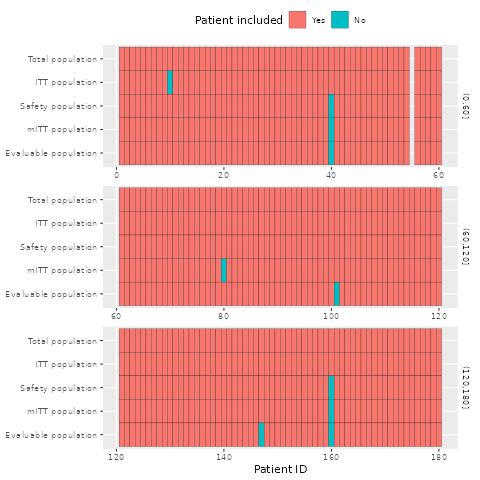 Patient included Yes No
Total population
ITT population
Safety population
mITT population
Evaluable population
(0,60]
0 20 40 60
Total population
ITT population
Safety population
mITT population
Evaluable population
(60,120]
60 80 100 120
Total population
ITT population
Safety population
mITT population
Evaluable population
(120,180]
120 140 160 180
Patient ID